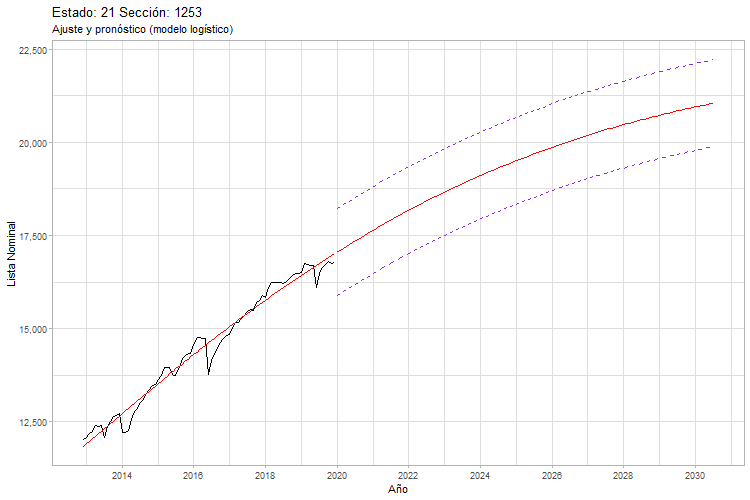 Estado: 21 Sección: 1253
Ajuste y pronóstico (modelo logístico)
22,500
20,000
17,500
15,000
12,500
Lista Nominal
2014 2016 2018 2020 2022 2024 2026 2028 2030
Año